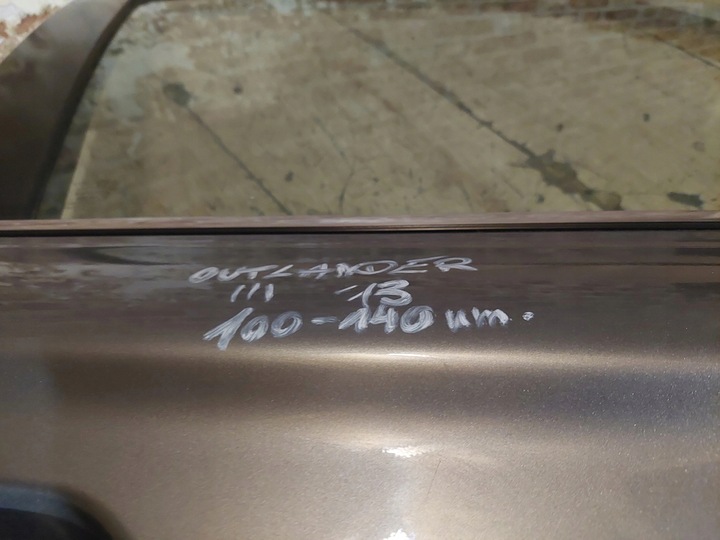 OUTLANDER
III '13
100-140 um.